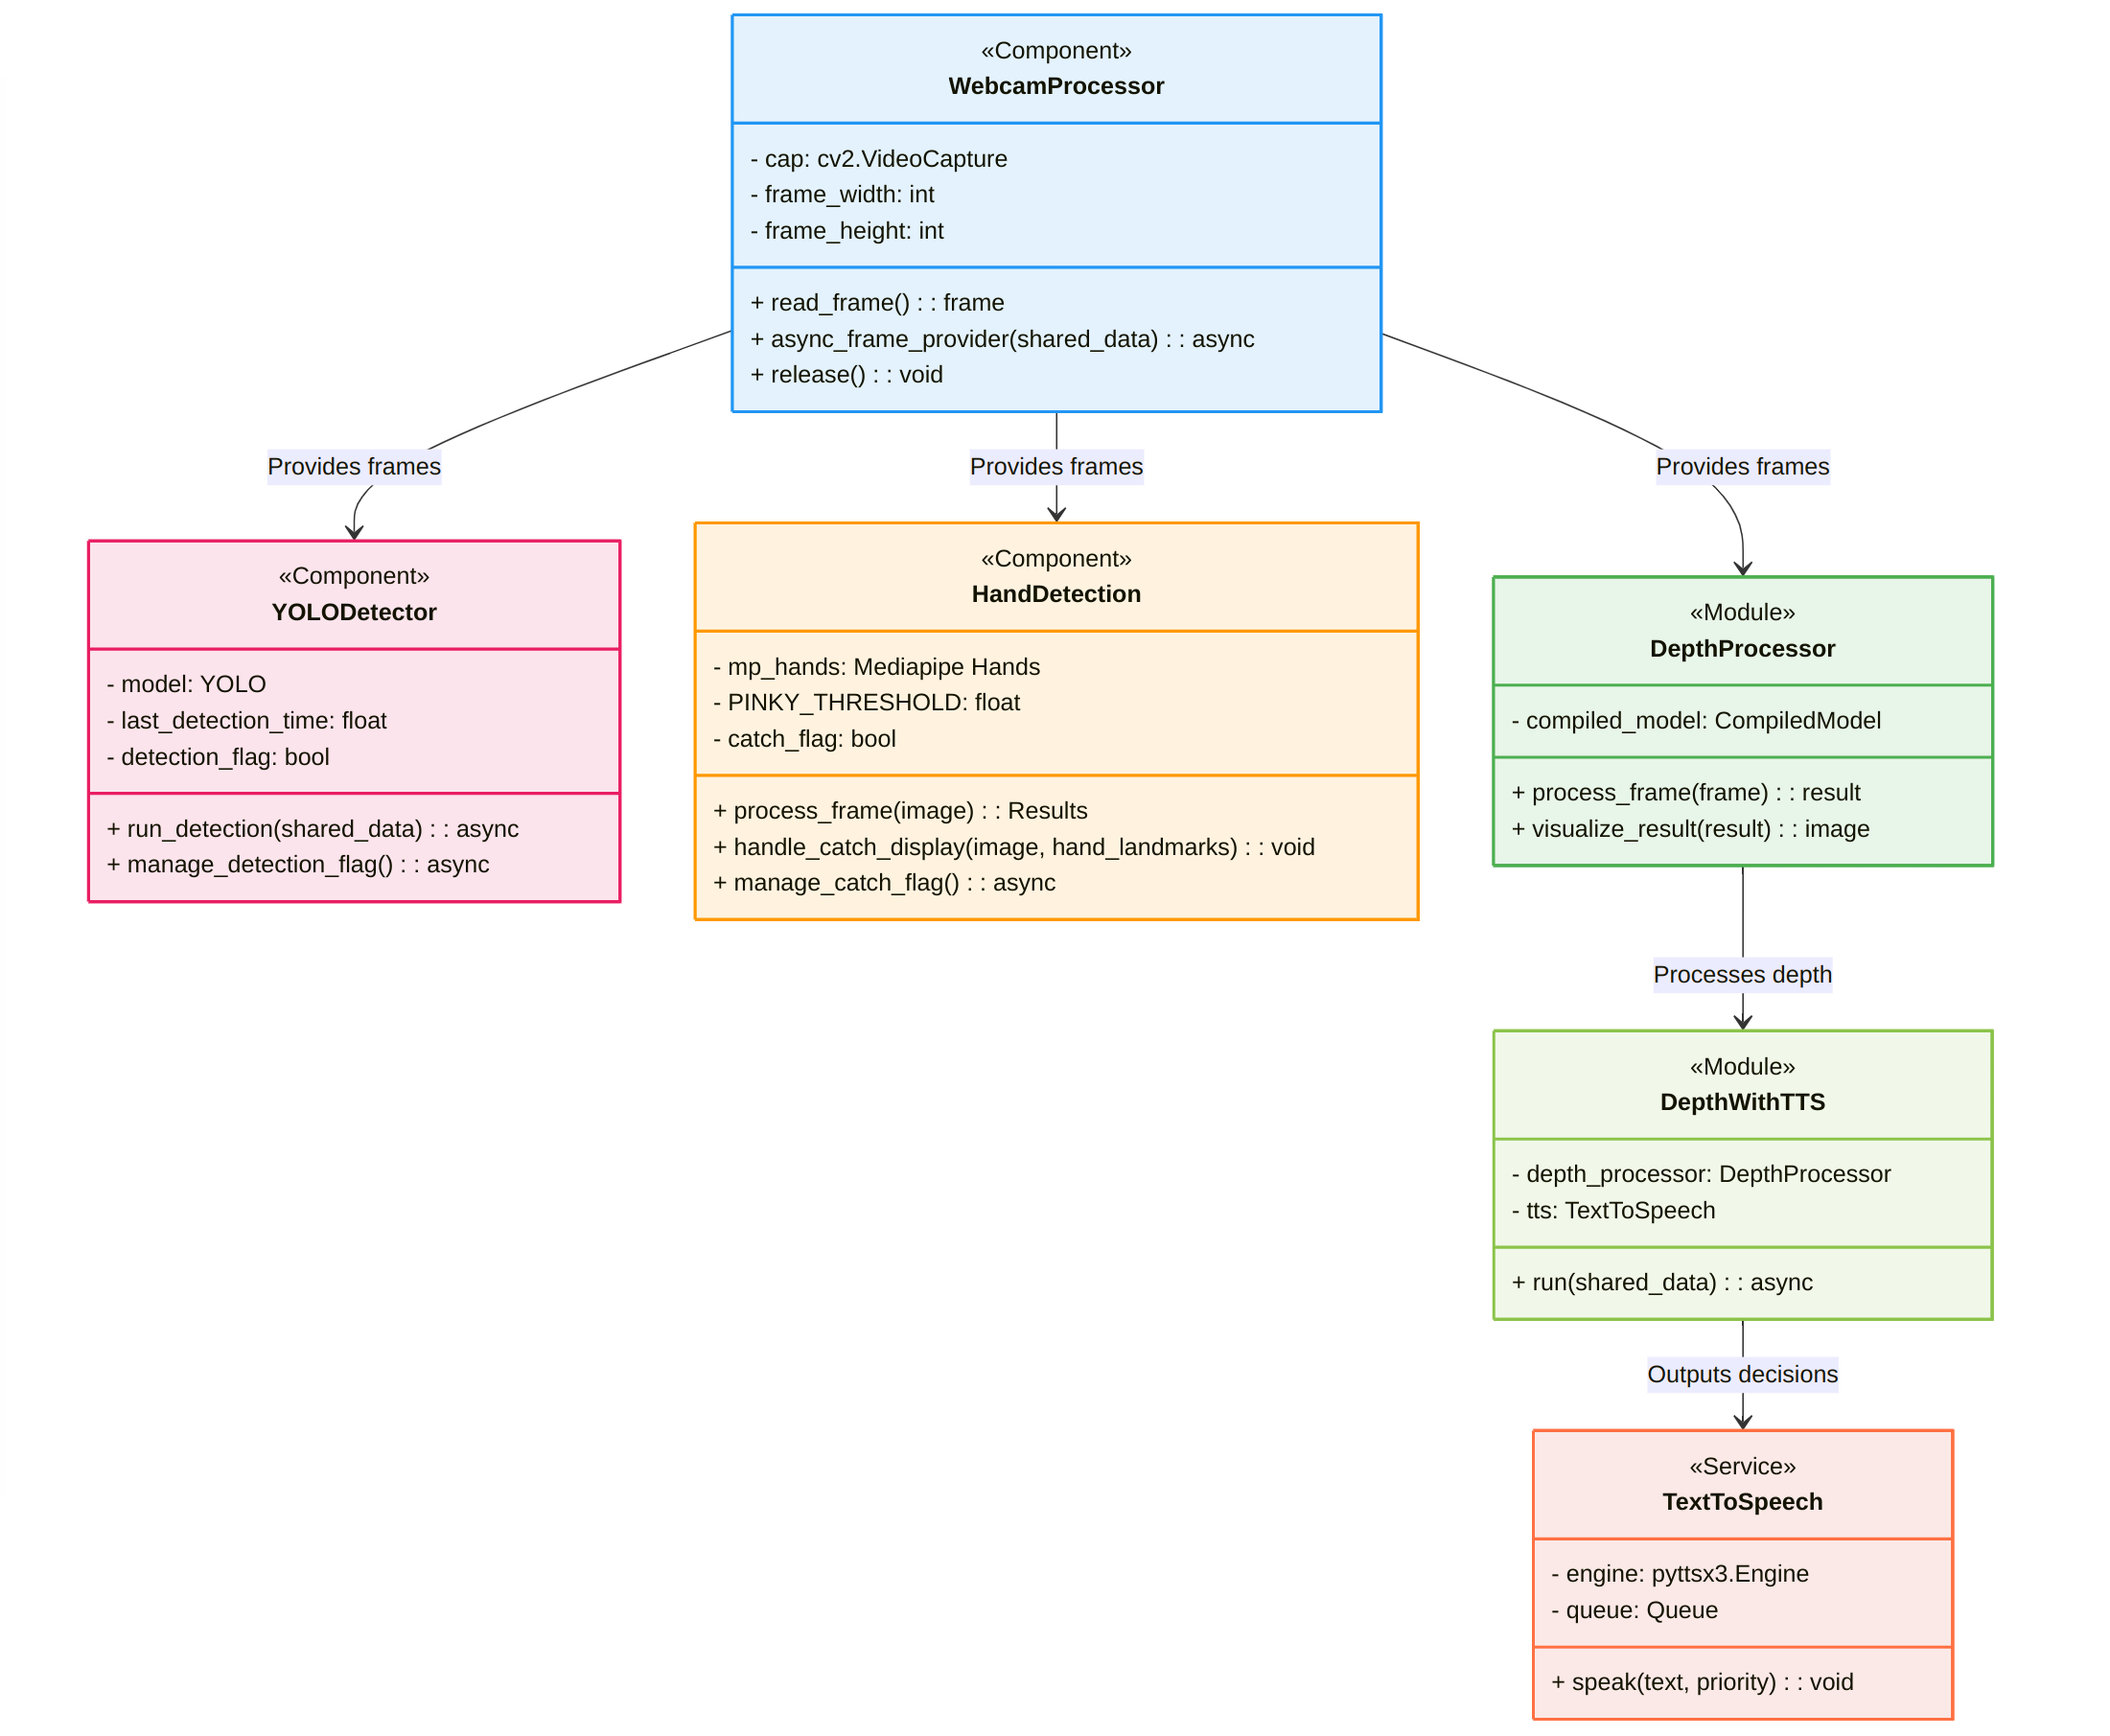 «Component»
WebcamProcessor
- cap: cv2.VideoCapture
- frame_width: int
- frame_height: int
+ read_frame() : : frame
+ async_frame_provider(shared_data) : : async
+ release() : : void
Provides frames
Provides frames
Provides frames
«Component»
YOLODetector
- model: YOLO
- last_detection_time: float
- detection_flag: bool
+ run_detection(shared_data) : : async
+ manage_detection_flag() : : async
«Component»
HandDetection
- mp_hands: Mediapipe Hands
- PINKY_THRESHOLD: float
- catch_flag: bool
+ process_frame(image) : : Results
+ handle_catch_display(image, hand_landmarks) : : void
+ manage_catch_flag() : : async
«Module»
DepthProcessor
- compiled_model: CompiledModel
+ process_frame(frame) : : result
+ visualize_result(result) : : image
Processes depth
«Module»
DepthWithTTS
- depth_processor: DepthProcessor
- tts: TextToSpeech
+ run(shared_data) : : async
Outputs decisions
«Service»
TextToSpeech
- engine: pyttsx3.Engine
- queue: Queue
+ speak(text, priority) : : void